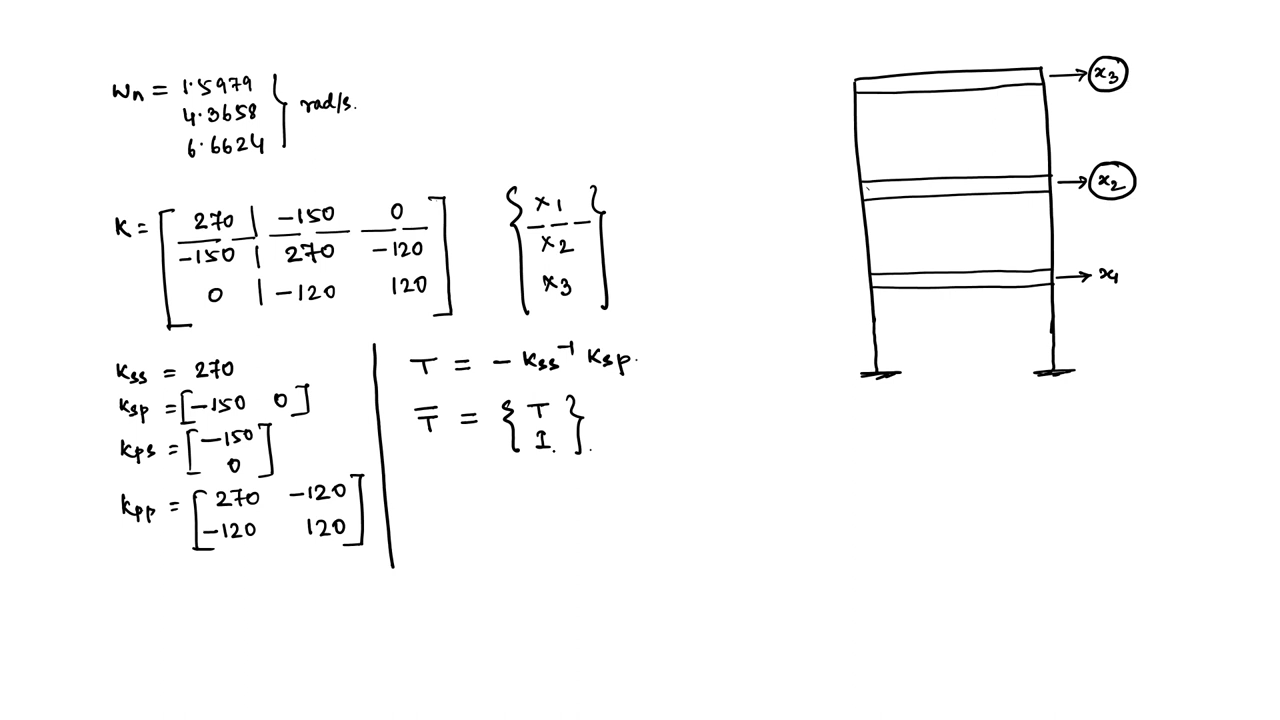 Wn = 1.5979
4.3658
6.6624
rad/s.
K = [ 270 | -150 0
-150 | 270 -120
0 | -120 120 ]
{ x1
x2
x3 }
Kss = 270
Ksp = [-150 0]
Kps = [-150
0]
Kpp = [270 -120
-120 120]
T = - Kss⁻¹ Ksp.
T̅ = { T
I. }.
x3
x2
x1